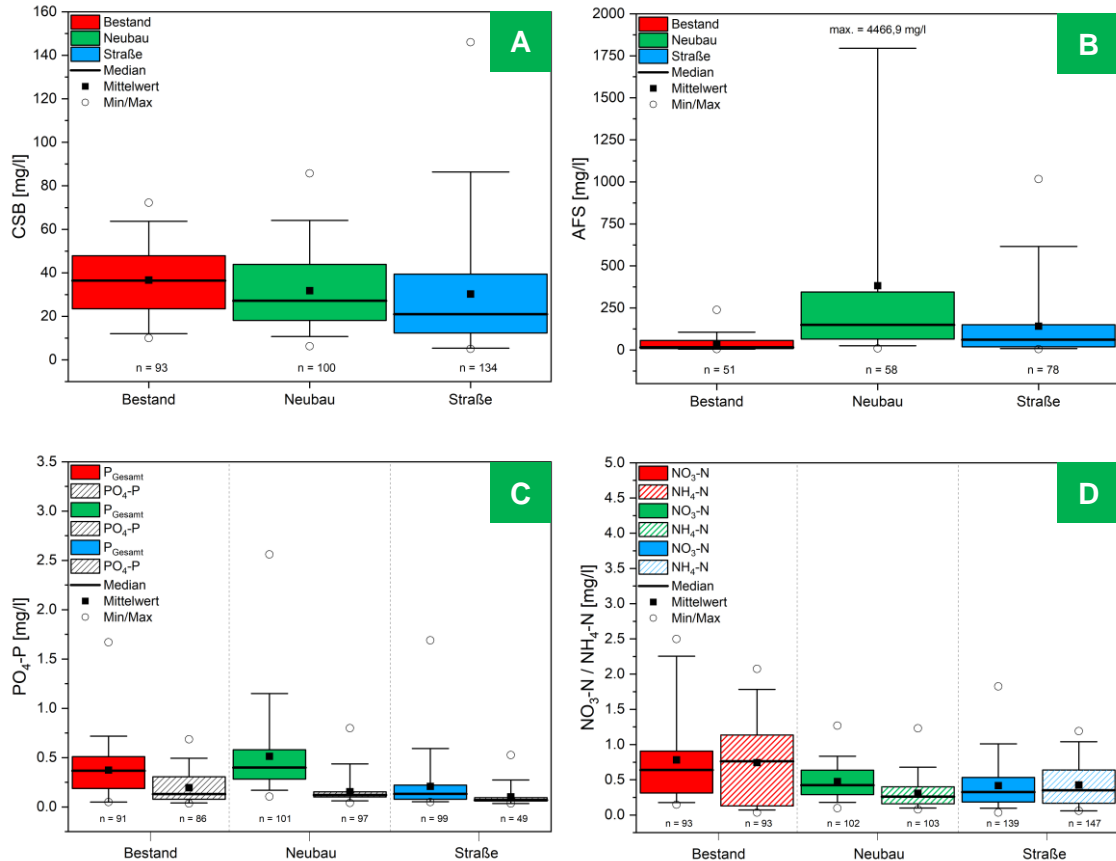 A
CSB [mg/l]
160
140
120
100
80
60
40
20
0
Bestand
Neubau
Straße
Median
Mittelwert
Min/Max
n = 93
n = 100
n = 134
Bestand
Neubau
Straße
B
AFS [mg/l]
2000
1750
1500
1250
1000
750
500
250
0
Bestand
Neubau
Straße
Median
Mittelwert
Min/Max
max. = 4466,9 mg/l
n = 51
n = 58
n = 78
Bestand
Neubau
Straße
C
PO4-P [mg/l]
3.5
3.0
2.5
2.0
1.5
1.0
0.5
0.0
PGesamt
PO4-P
PGesamt
PO4-P
PGesamt
PO4-P
Median
Mittelwert
Min/Max
n = 91
n = 86
n = 101
n = 97
n = 99
n = 49
Bestand
Neubau
Straße
D
NO3-N / NH4-N [mg/l]
5.0
4.5
4.0
3.5
3.0
2.5
2.0
1.5
1.0
0.5
0.0
NO3-N
NH4-N
NO3-N
NH4-N
NO3-N
NH4-N
Median
Mittelwert
Min/Max
n = 93
n = 93
n = 102
n = 103
n = 139
n = 147
Bestand
Neubau
Straße